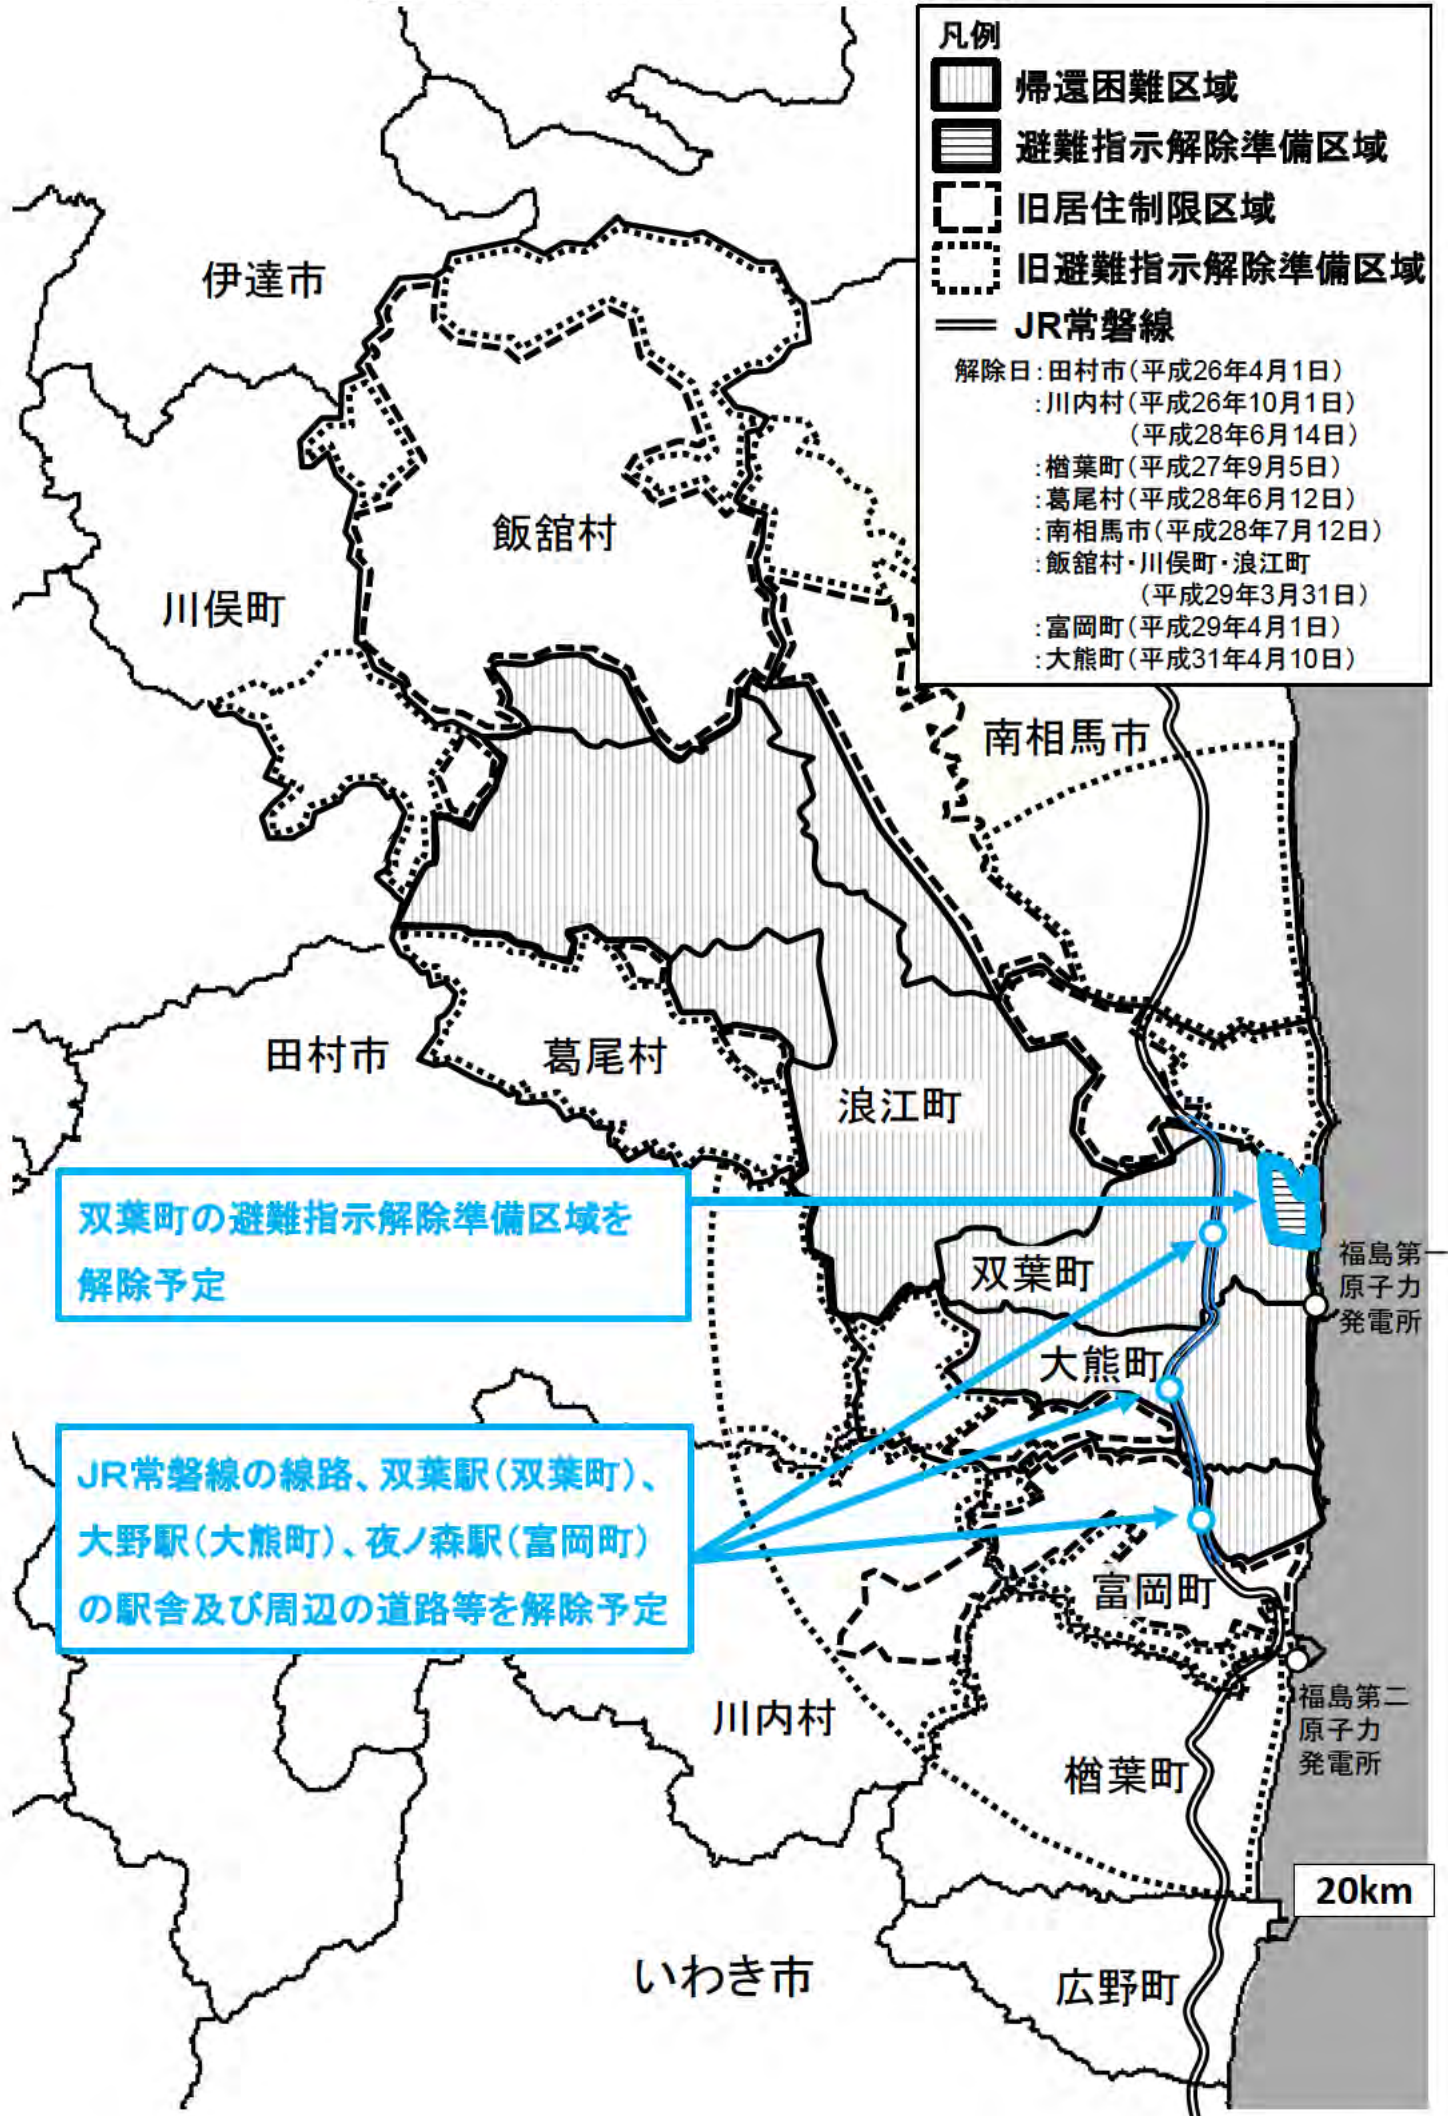 凡例
帰還困難区域
避難指示解除準備区域
旧居住制限区域
旧避難指示解除準備区域
JR常磐線
解除日:田村市(平成26年4月1日)
:川内村(平成26年10月1日)
(平成28年6月14日)
:楢葉町(平成27年9月5日)
:葛尾村(平成28年6月12日)
:南相馬市(平成28年7月12日)
:飯舘村・川俣町・浪江町
(平成29年3月31日)
:富岡町(平成29年4月1日)
:大熊町(平成31年4月10日)
伊達市
飯舘村
川俣町
南相馬市
田村市
葛尾村
浪江町
双葉町の避難指示解除準備区域を
解除予定
双葉町
福島第一
原子力
発電所
大熊町
JR常磐線の線路、双葉駅(双葉町)、
大野駅(大熊町)、夜ノ森駅(富岡町)
の駅舎及び周辺の道路等を解除予定
富岡町
川内村
福島第二
原子力
発電所
楢葉町
20km
いわき市
広野町